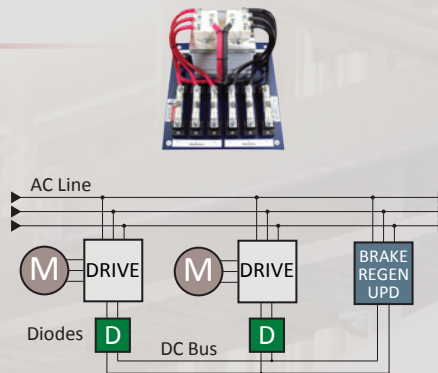 AC Line
M
DRIVE
M
DRIVE
BRAKE
REGEN
UPD
Diodes
D
D
DC Bus